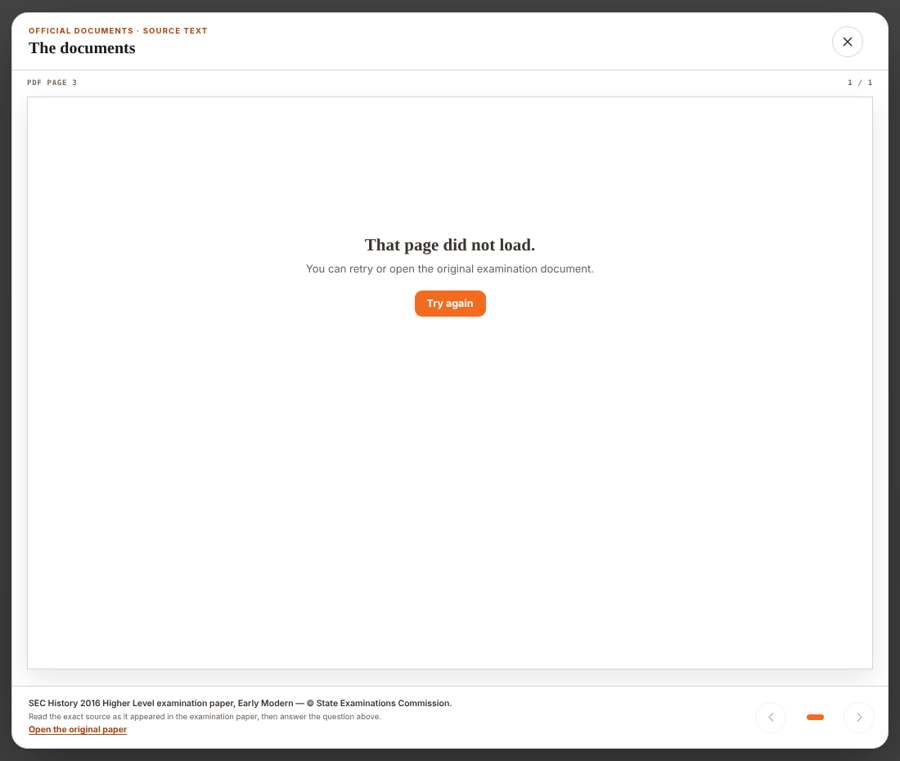 OFFICIAL DOCUMENTS · SOURCE TEXT
The documents
PDF PAGE 3
1 / 1
That page did not load.
You can retry or open the original examination document.
Try again
SEC History 2016 Higher Level examination paper, Early Modern — © State Examinations Commission.
Read the exact source as it appeared in the examination paper, then answer the question above.
Open the original paper